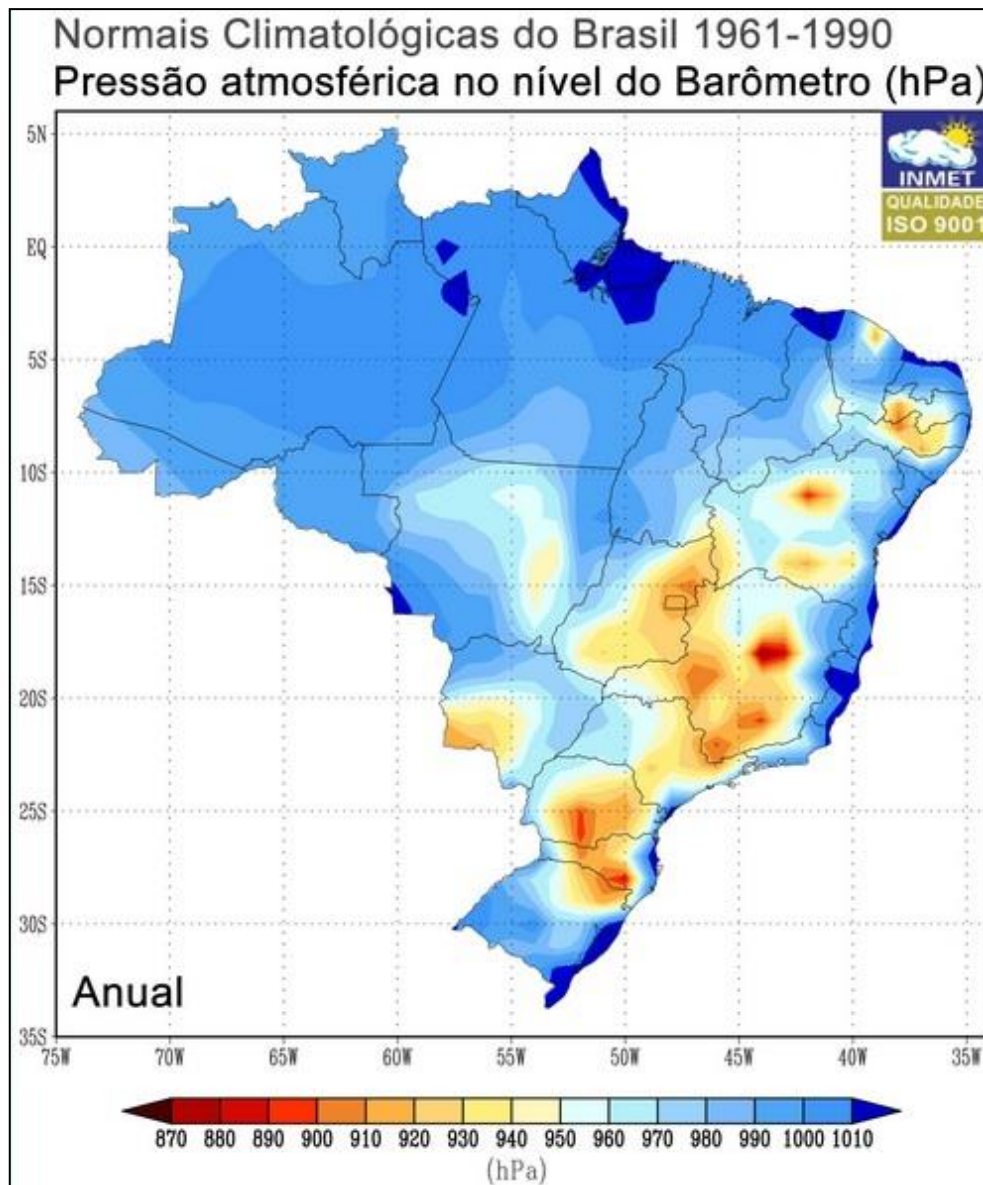 Normais Climatológicas do Brasil 1961-1990
Pressão atmosférica no nível do Barômetro (hPa)
INMET
QUALIDADE
ISO 9001
5N
EQ
5S
10S
15S
20S
25S
30S
35S
Anual
75W 70W 65W 60W 55W 50W 45W 40W 35W
870 880 890 900 910 920 930 940 950 960 970 980 990 1000 1010
(hPa)